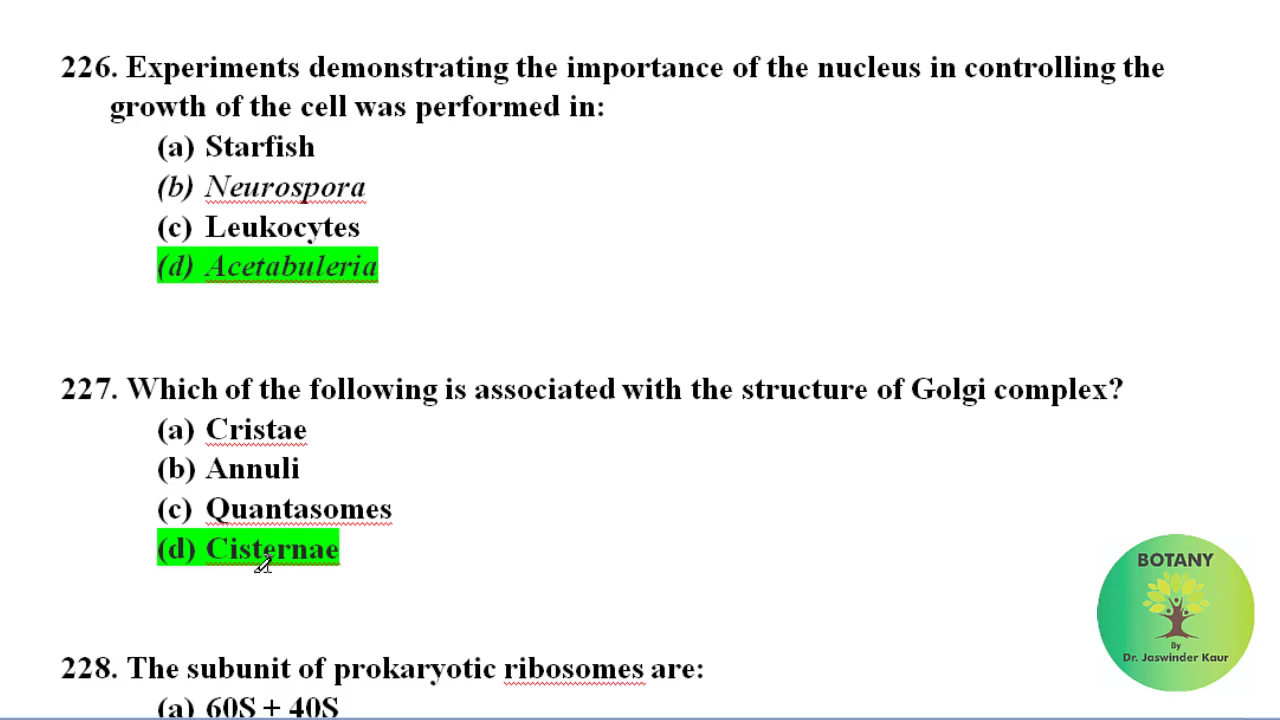 226. Experiments demonstrating the importance of the nucleus in controlling the
growth of the cell was performed in:
(a) Starfish
(b) Neurospora
(c) Leukocytes
(d) Acetabuleria
227. Which of the following is associated with the structure of Golgi complex?
(a) Cristae
(b) Annuli
(c) Quantasomes
(d) Cisternae
BOTANY
By
Dr. Jaswinder Kaur
228. The subunit of prokaryotic ribosomes are:
(a) 60S + 40S